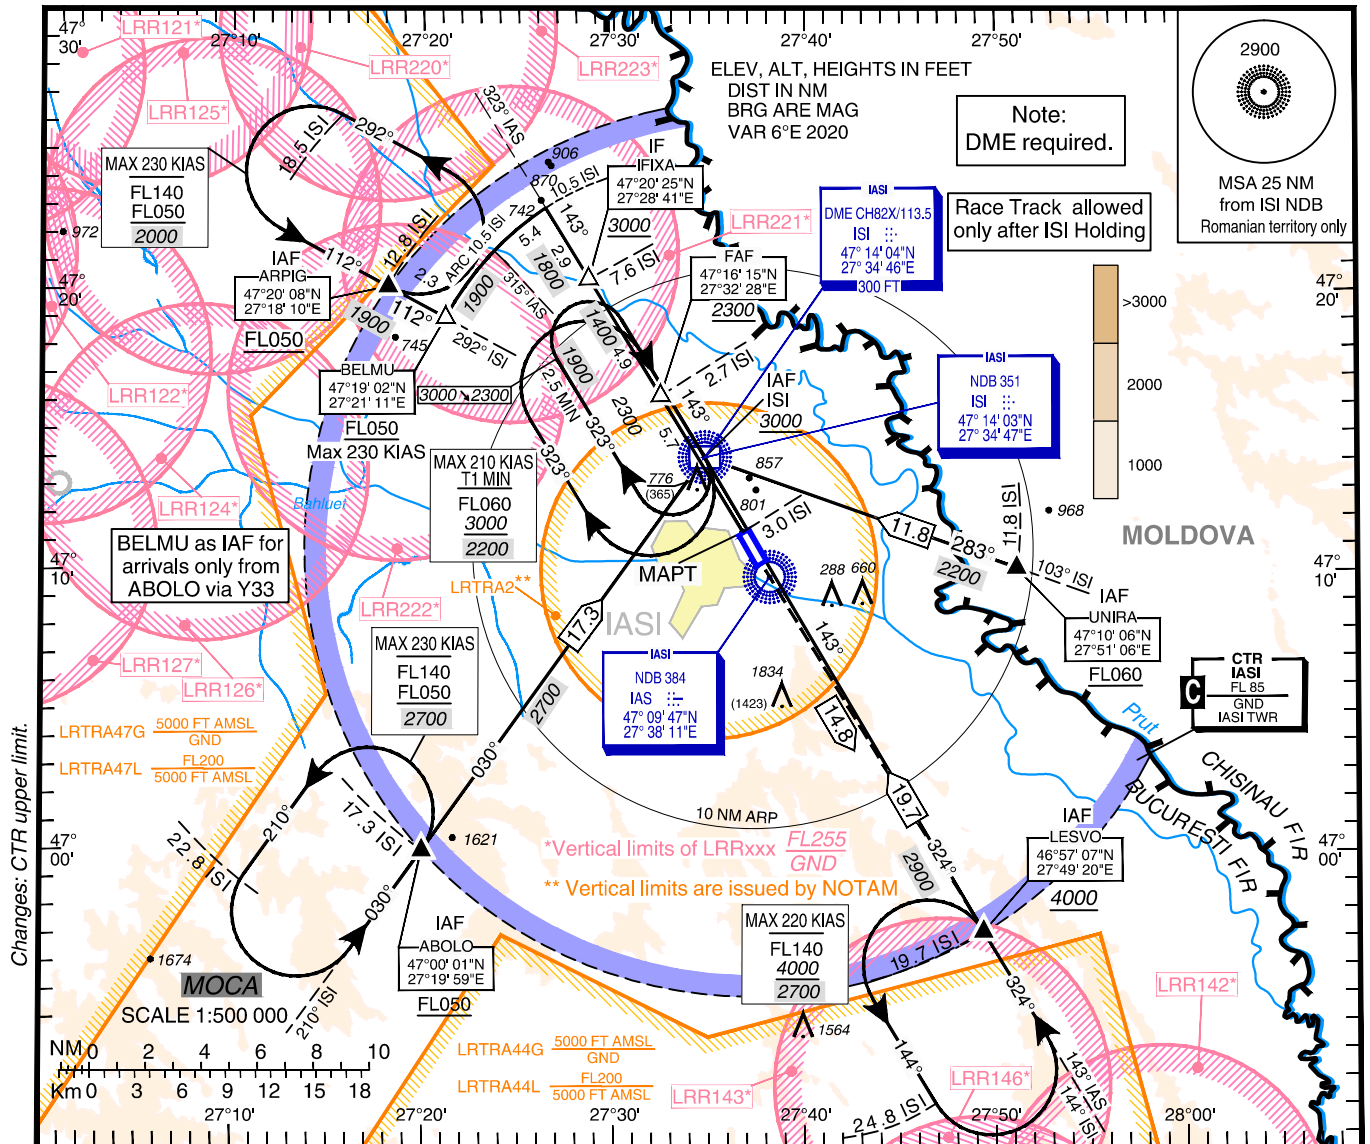 47°
30'
27°10'
27°20'
27°30'
27°40'
27°50'
LRR121*
LRR220*
LRR223*
LRR125*
ELEV, ALT, HEIGHTS IN FEET
DIST IN NM
BRG ARE MAG
VAR 6°E 2020
Note:
DME required.
2900
MSA 25 NM
from ISI NDB
Romanian territory only
MAX 230 KIAS
FL140
FL050
2000
18.5 ISI
292°
323° IAS
906
870
10.5 ISI
742
IF
IFIXA
47°20' 25"N
27°28' 41"E
3000
LRR221*
IASI
DME CH82X/113.5
ISI
47° 14' 04"N
27° 34' 46"E
300 FT
Race Track allowed
only after ISI Holding
972
112°
12.8 ISI
IAF
ARPIG
47°20' 08"N
27°18' 10"E
FL050
2.3
ARC 10.5 ISI
5.4
143°
2.9
1800
7.6 ISI
FAF
47°16' 15"N
27°32' 28"E
2300
47°
20'
47°
20'
>3000
2000
1000
1900
112°
1900
315° IAS
292° ISI
745
BELMU
47°19' 02"N
27°21' 11"E
FL050
Max 230 KIAS
3000 2300
1400
4.9
1900
2.5 MIN
2300
323°
323°
2.7 ISI
143°
5.7
IAF
ISI
3000
IASI
NDB 351
ISI
47° 14' 03"N
27° 34' 47"E
LRR122*
LRR124*
Bahluet
MAX 210 KIAS
T1 MIN
FL060
3000
2200
776
(365)
857
801
3.0 ISI
11.8
283°
2200
11.8 ISI
968
MOLDOVA
103° ISI
IAF
UNIRA
47°10' 06"N
27°51' 06"E
FL060
47°
10'
47°
10'
BELMU as IAF for
arrivals only from
ABOLO via Y33
LRTRA2**
MAPT
IASI
288
660
LRR222*
LRR127*
LRR126*
17.3
MAX 230 KIAS
FL140
FL050
2700
IASI
NDB 384
IAS
47° 09' 47"N
27° 38' 11"E
143°
1834
(1423)
14.8
CTR
IASI
FL 85
GND
IASI TWR
C
Prut
CHISINAU FIR
BUCURESTI FIR
LRTRA47G 5000 FT AMSL
GND
LRTRA47L FL200
5000 FT AMSL
2700
030°
210°
17.3 ISI
22.8 ISI
1621
10 NM ARP
19.7
324°
2900
IAF
LESVO
46°57' 07"N
27°49' 20"E
4000
47°
00'
47°
00'
*Vertical limits of LRRxxx FL255
GND
** Vertical limits are issued by NOTAM
030°
IAF
ABOLO
47°00' 01"N
27°19' 59"E
FL050
MAX 220 KIAS
FL140
4000
2700
19.7 ISI
324°
144°
LRR142*
1674
MOCA
SCALE 1:500 000
210° ISI
1564
LRTRA44G 5000 FT AMSL
GND
LRTRA44L FL200
5000 FT AMSL
LRR143*
LRR146*
143° IAS
144° ISI
24.8 ISI
NM 0 2 4 6 8 10
Km 0 3 6 9 12 15 18
27°10'
27°20'
27°30'
27°40'
27°50'
28°00'
Changes: CTR upper limit.